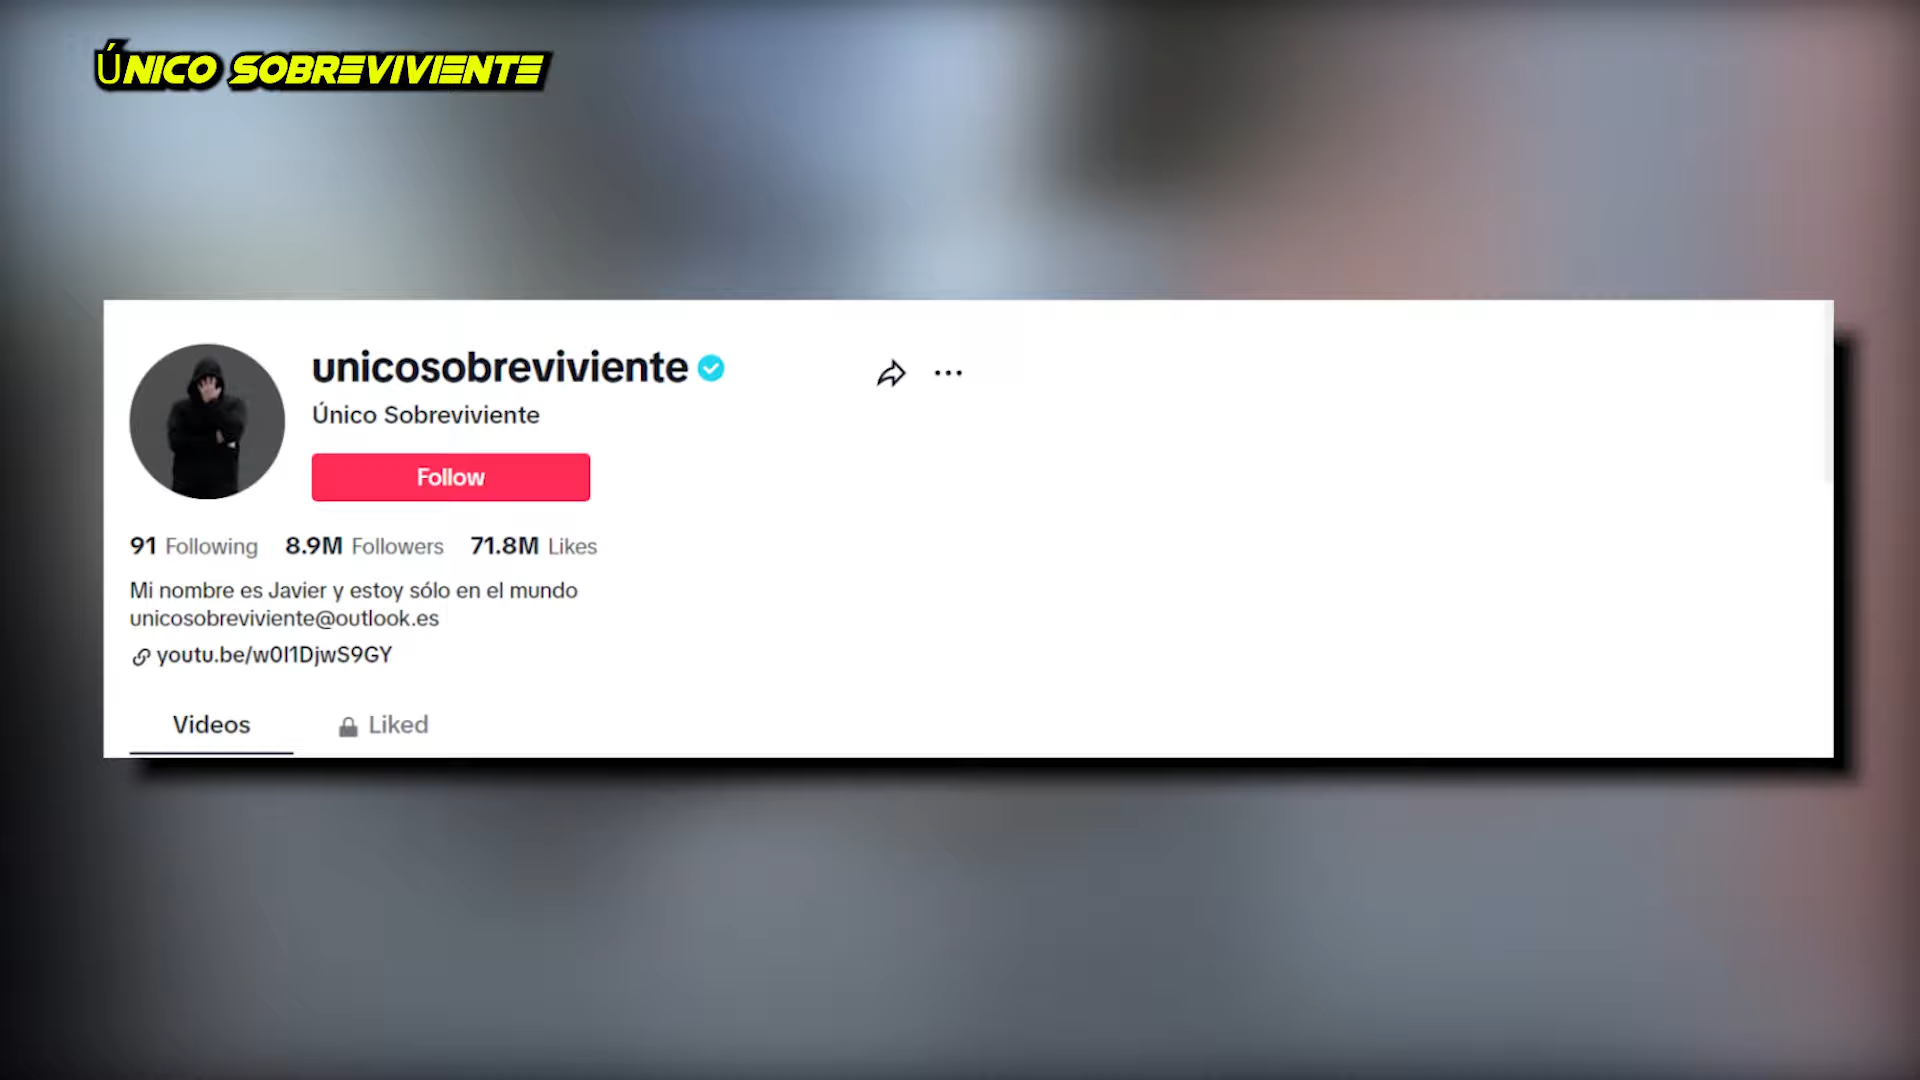 ÚNICO SOBREVIVIENTE
unicosobreviviente
Único Sobreviviente
Follow
91 Following 8.9M Followers 71.8M Likes
Mi nombre es Javier y estoy sólo en el mundo
unicosobreviviente@outlook.es
youtu.be/w0I1DjwS9GY
Videos Liked